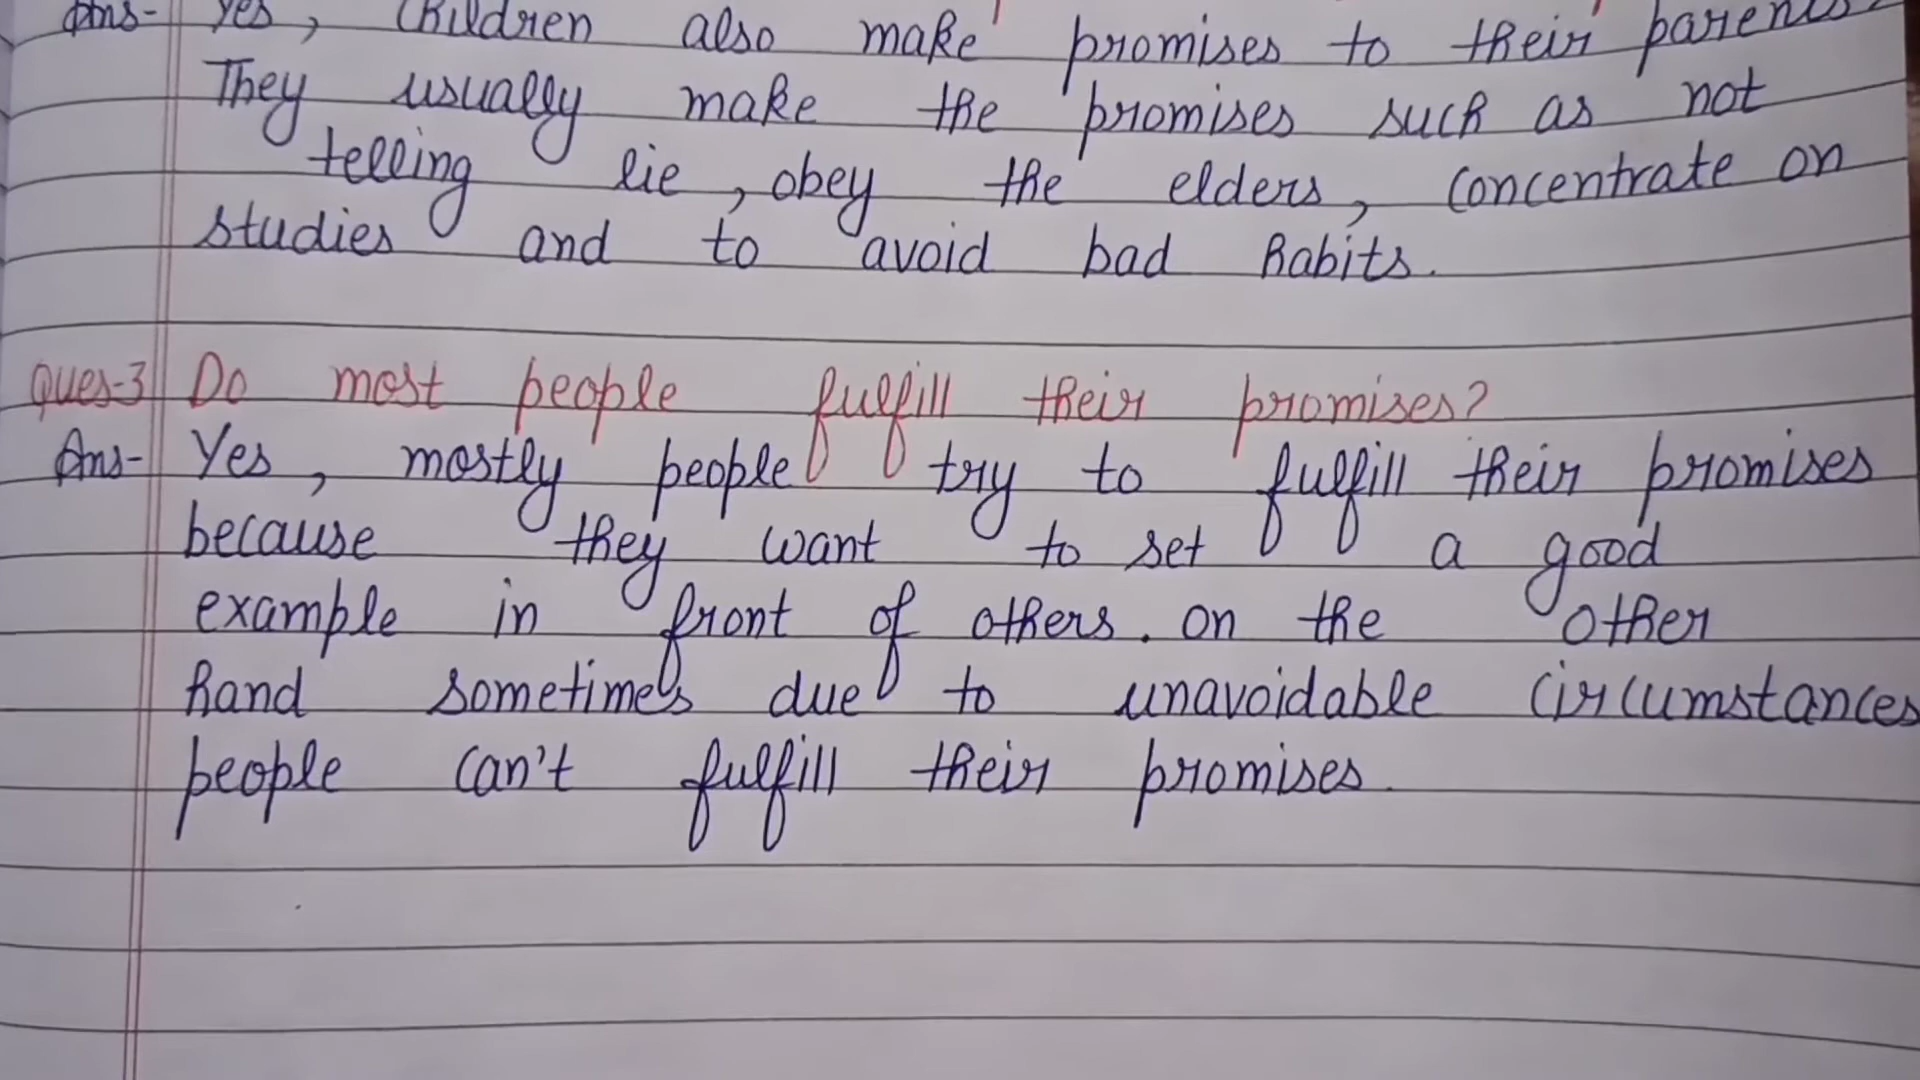 Ans- Yes, Children also make promises to their parents.
They usually make the promises such as not
telling lie, obey the elders, concentrate on
studies and to avoid bad habits.
Ques-3 Do most people fulfill their promises?
Ans- Yes, mostly people try to fulfill their promises
because they want to set a good
example in front of others. on the other
hand sometimes due to unavoidable circumstances
people can't fulfill their promises.